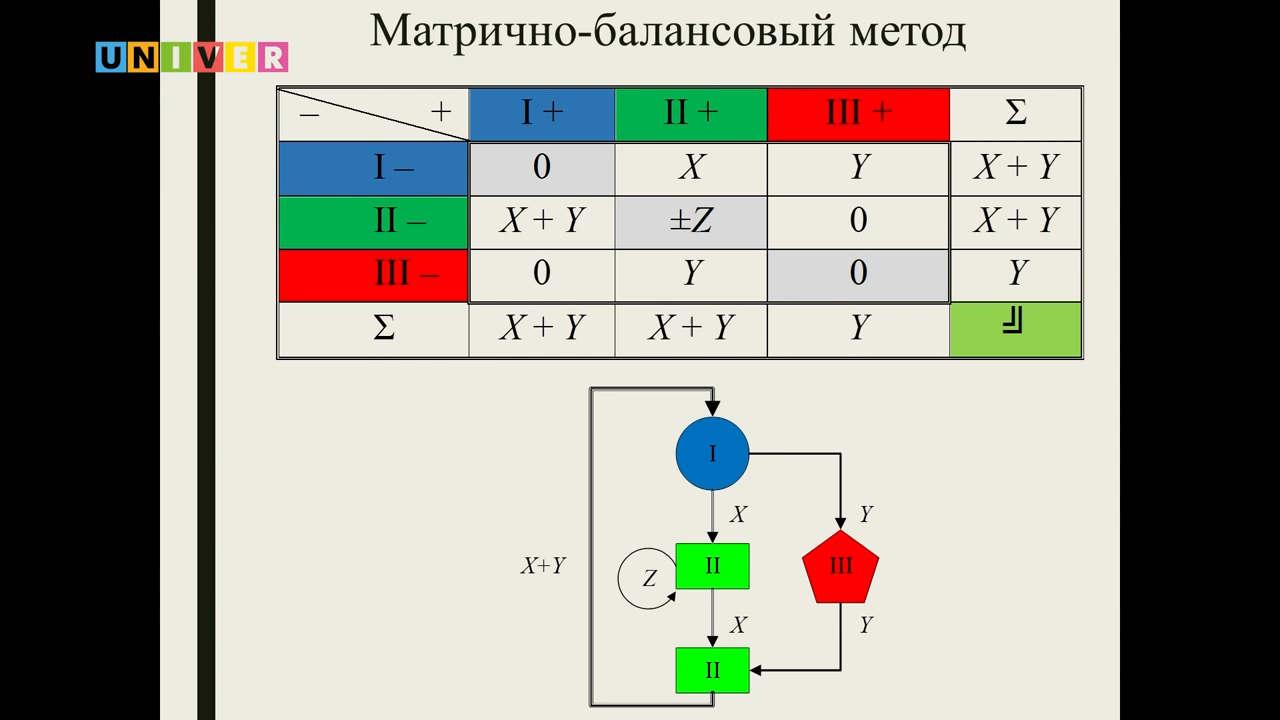 Матрично-балансовый метод
UNIVER
– + I + II + III + Σ
I – 0 X Y X + Y
II – X + Y ±Z 0 X + Y
III – 0 Y 0 Y
Σ X + Y X + Y Y ╝
I
X Y
X+Y Z II III
X Y
II